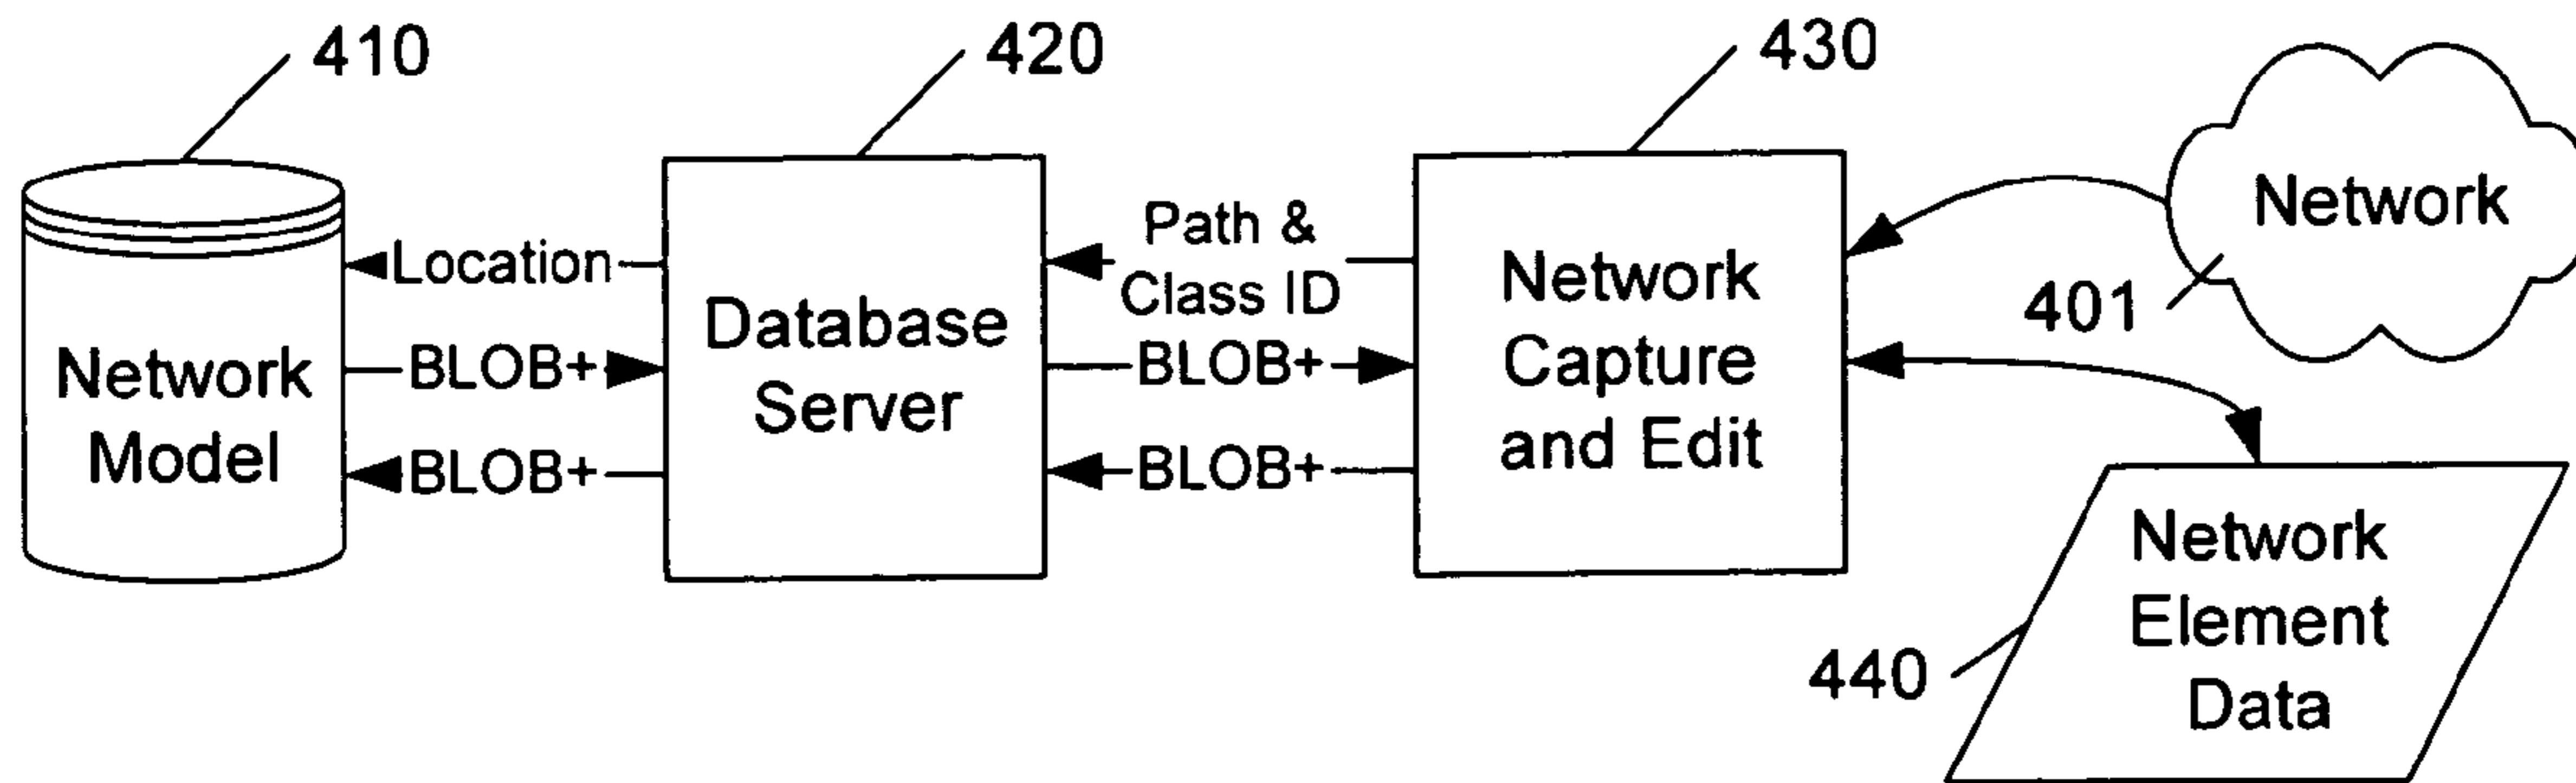 410
420
430
Network
401
Path &
Class ID
Location
BLOB+
BLOB+
BLOB+
BLOB+
Network
Model
Database
Server
Network
Capture
and Edit
440
Network
Element
Data